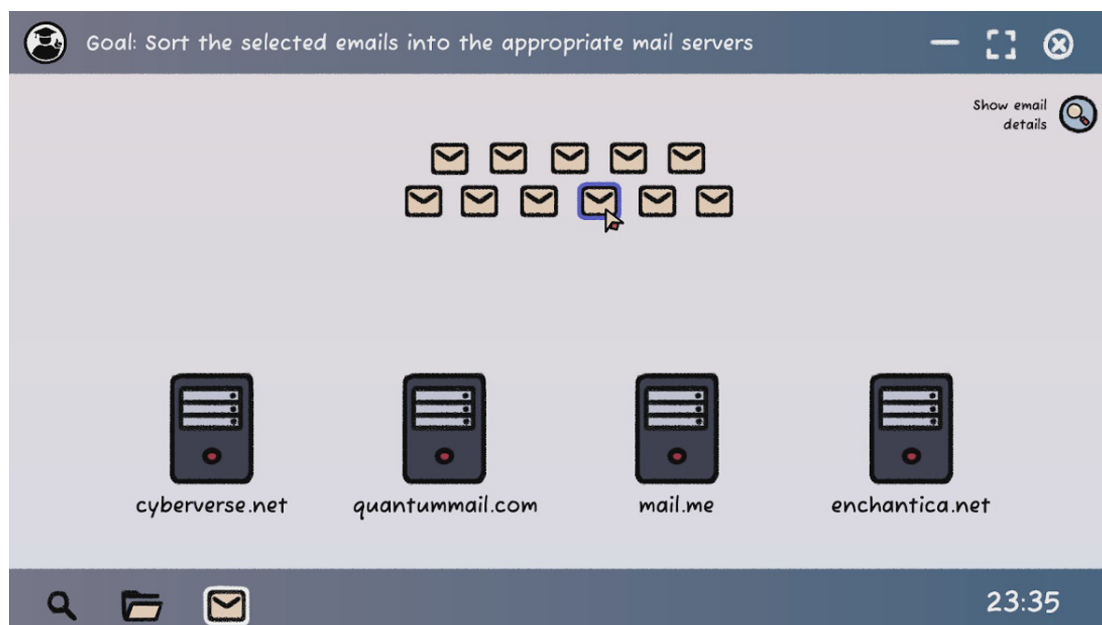 Goal: Sort the selected emails into the appropriate mail servers
Show email
details
cyberverse.net
quantummail.com
mail.me
enchantica.net
23:35